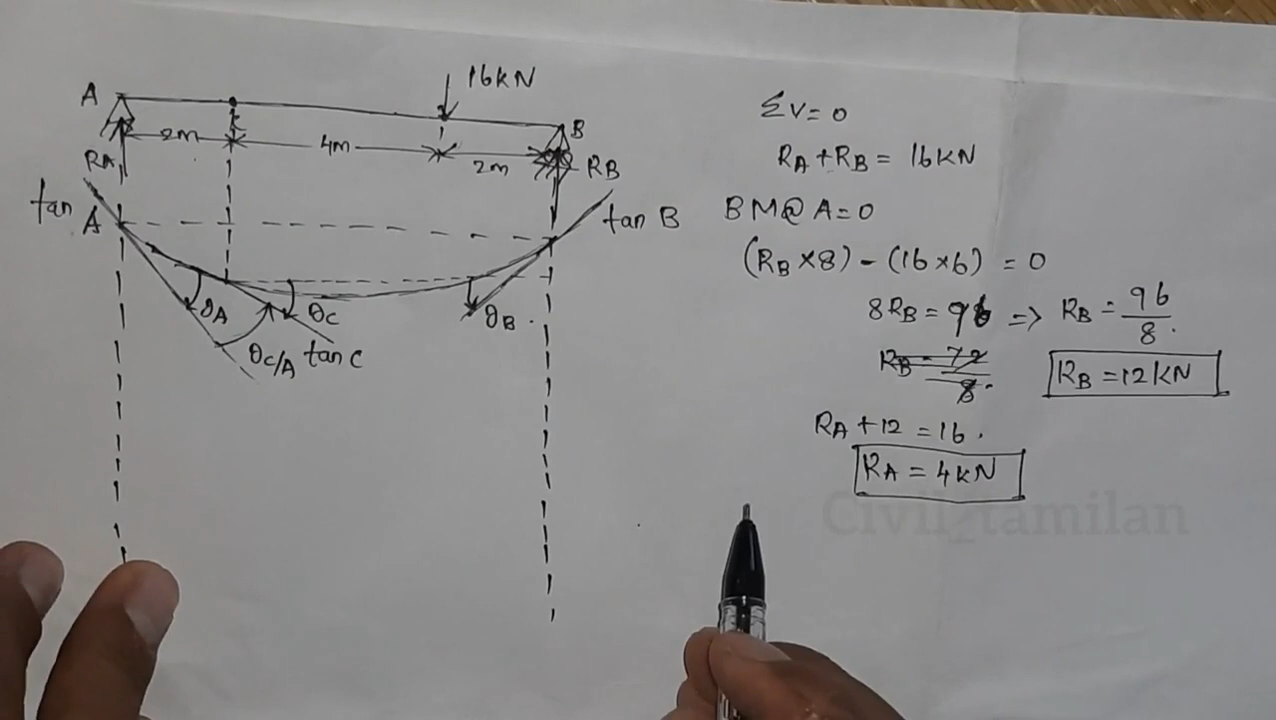 16KN
A
B
2m
4m
2m
RA
RB
tan
A
tan B
θA
θC
θB
θC/A
tan C
ΣV=0
RA+RB = 16KN
BM@ A=0
(RB×8) - (16×6) = 0
8RB = 96 => RB = 96/8.
RB = 72/8.
RB = 12KN
RA+12 = 16.
RA = 4KN
Civil_tamilan